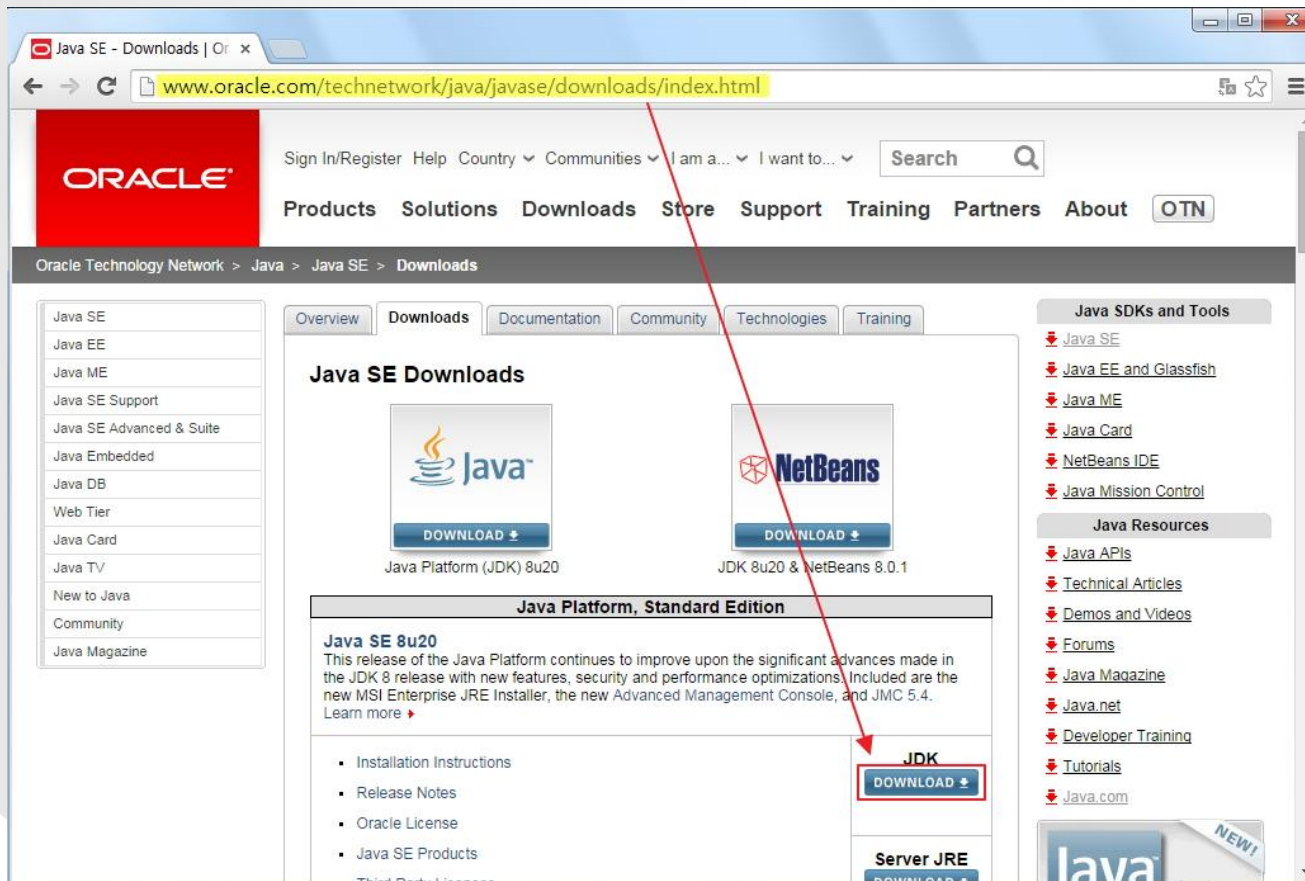 Java SE - Downloads | Or
www.oracle.com/technetwork/java/javase/downloads/index.html
ORACLE
Sign In/Register Help Country Communities I am a... I want to... Search
Products Solutions Downloads Store Support Training Partners About OTN
Oracle Technology Network > Java > Java SE > Downloads
Java SE
Java EE
Java ME
Java SE Support
Java SE Advanced & Suite
Java Embedded
Java DB
Web Tier
Java Card
Java TV
New to Java
Community
Java Magazine
Overview Downloads Documentation Community Technologies Training
Java SE Downloads
Java
DOWNLOAD
Java Platform (JDK) 8u20
NetBeans
DOWNLOAD
JDK 8u20 & NetBeans 8.0.1
Java Platform, Standard Edition
Java SE 8u20
This release of the Java Platform continues to improve upon the significant advances made in
the JDK 8 release with new features, security and performance optimizations. Included are the
new MSI Enterprise JRE Installer, the new Advanced Management Console, and JMC 5.4.
Learn more
Installation Instructions
Release Notes
Oracle License
Java SE Products
Third Party Licenses
JDK
DOWNLOAD
Server JRE
DOWNLOAD
Java SDKs and Tools
Java SE
Java EE and Glassfish
Java ME
Java Card
NetBeans IDE
Java Mission Control
Java Resources
Java APIs
Technical Articles
Demos and Videos
Forums
Java Magazine
Java.net
Developer Training
Tutorials
Java.com
NEW!
Java